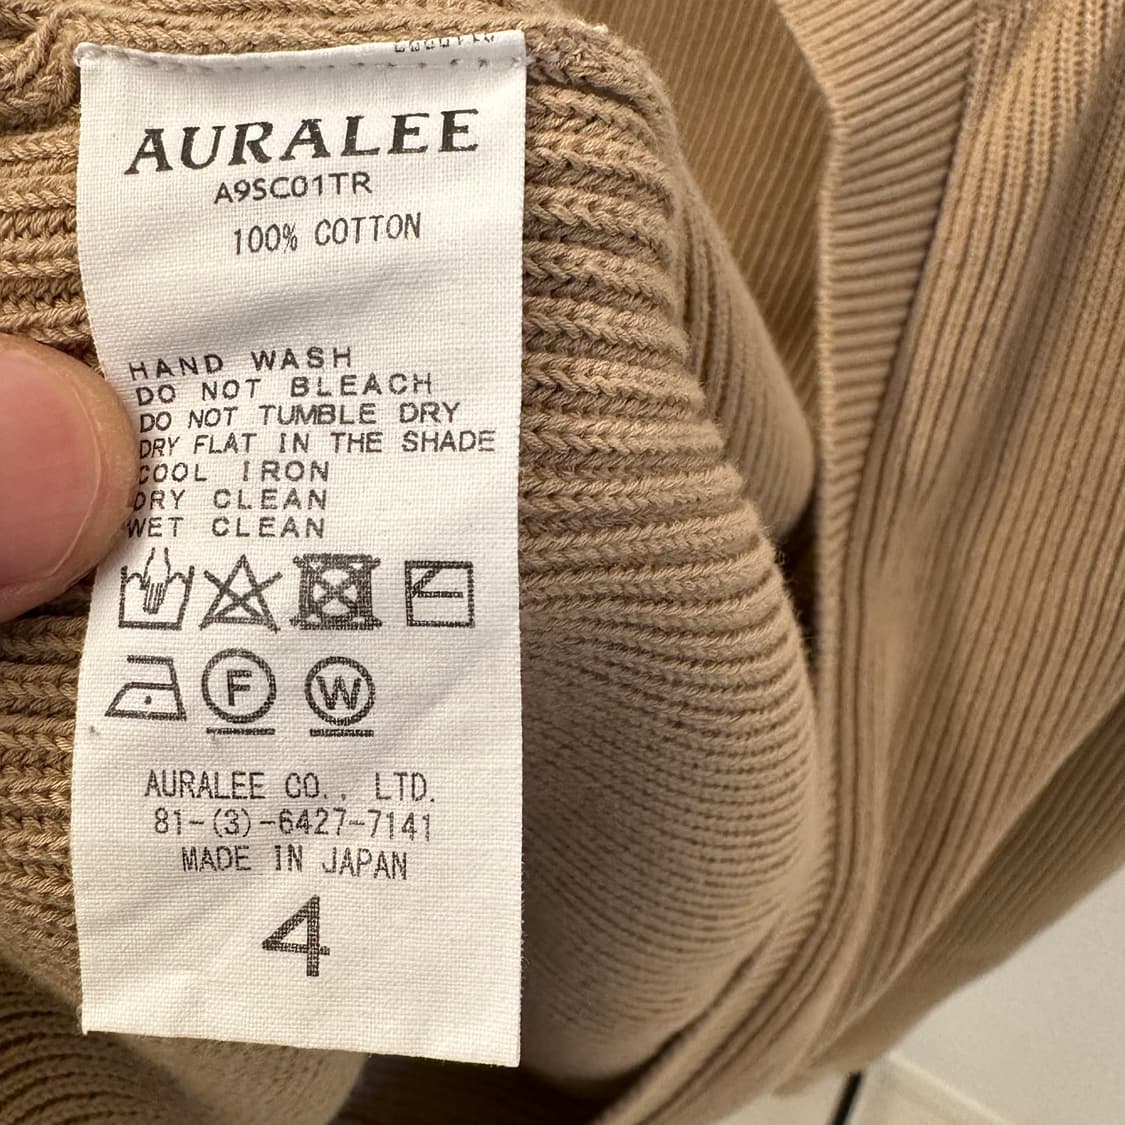 AURALEE
A9SC01TR
100% COTTON
HAND WASH
DO NOT BLEACH
DO NOT TUMBLE DRY
DRY FLAT IN THE SHADE
COOL IRON
DRY CLEAN
WET CLEAN
F W
AURALEE CO., LTD.
81-(3)-6427-7141
MADE IN JAPAN
4